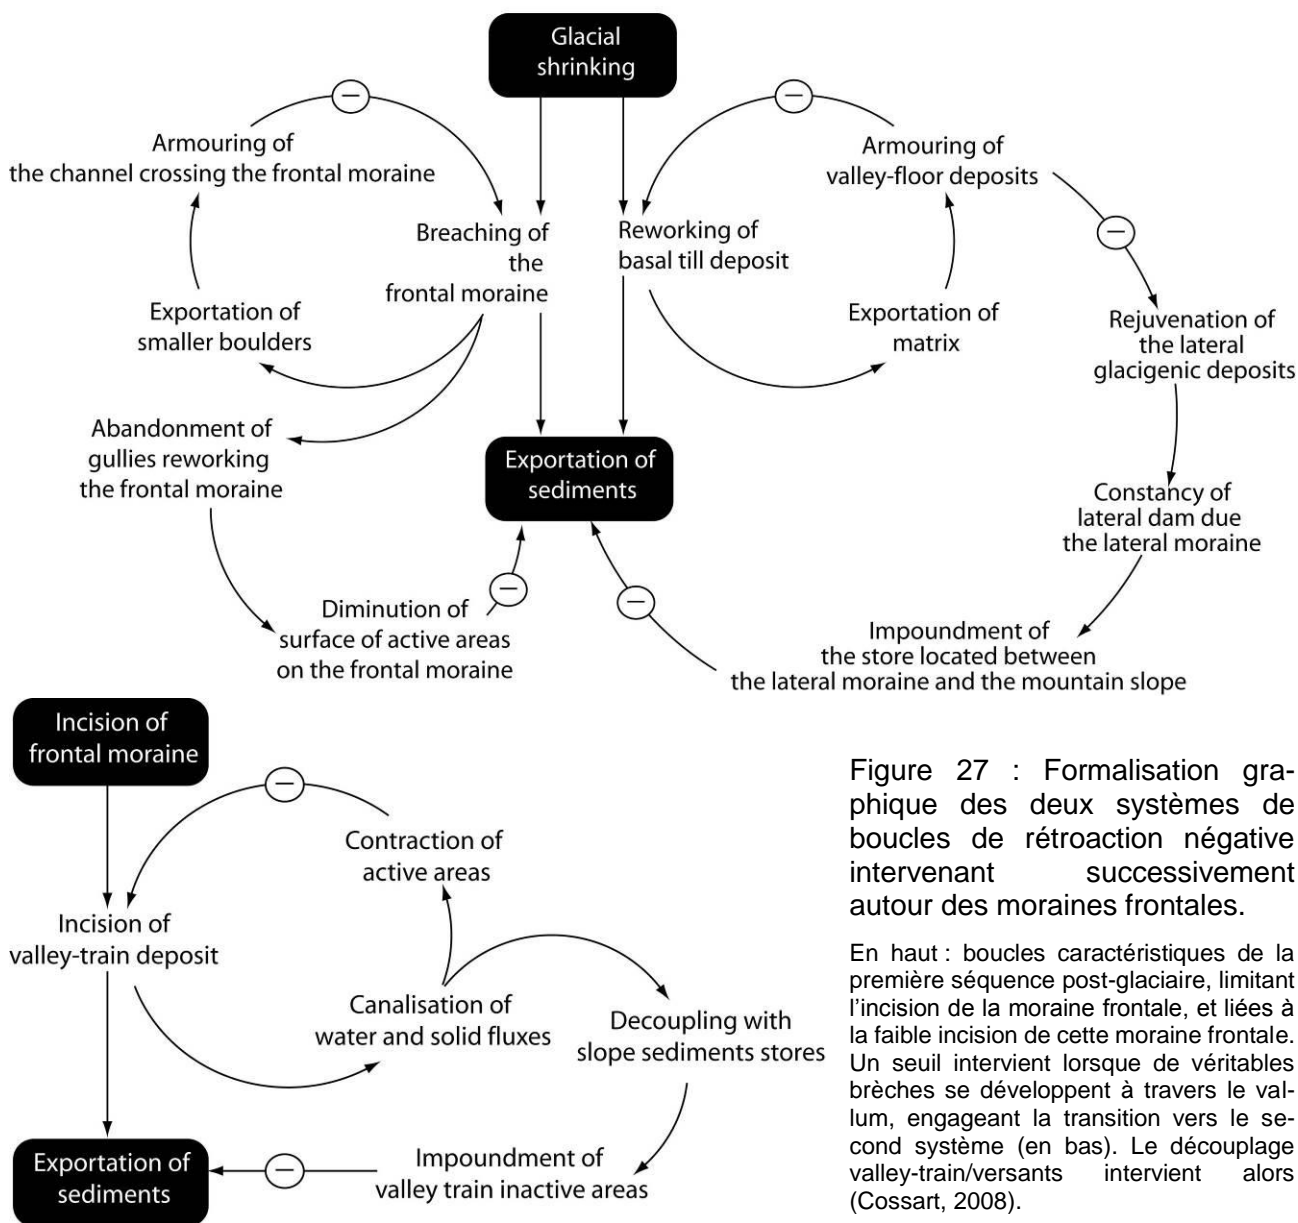 Glacial
shrinking
Armouring of
the channel crossing the frontal moraine
Armouring of
valley-floor deposits
Breaching of
the
frontal moraine
Reworking of
basal till deposit
Exportation of
smaller boulders
Exportation of
matrix
Rejuvenation of
the lateral
glacigenic deposits
Abandonment of
gullies reworking
the frontal moraine
Exportation of
sediments
Constancy of
lateral dam due
the lateral moraine
Diminution of
surface of active areas
on the frontal moraine
Impoundment of
the store located between
the lateral moraine and the mountain slope
Incision of
frontal moraine
Contraction of
active areas
Incision of
valley-train deposit
Canalisation of
water and solid fluxes
Decoupling with
slope sediments stores
Exportation of
sediments
Impoundment of
valley train inactive areas
Figure 27 : Formalisation gra-
phique des deux systèmes de
boucles de rétroaction négative
intervenant successivement
autour des moraines frontales.
En haut : boucles caractéristiques de la
première séquence post-glaciaire, limitant
l'incision de la moraine frontale, et liées à
la faible incision de cette moraine frontale.
Un seuil intervient lorsque de véritables
brèches se développent à travers le val-
lum, engageant la transition vers le se-
cond système (en bas). Le découplage
valley-train/versants intervient alors
(Cossart, 2008).